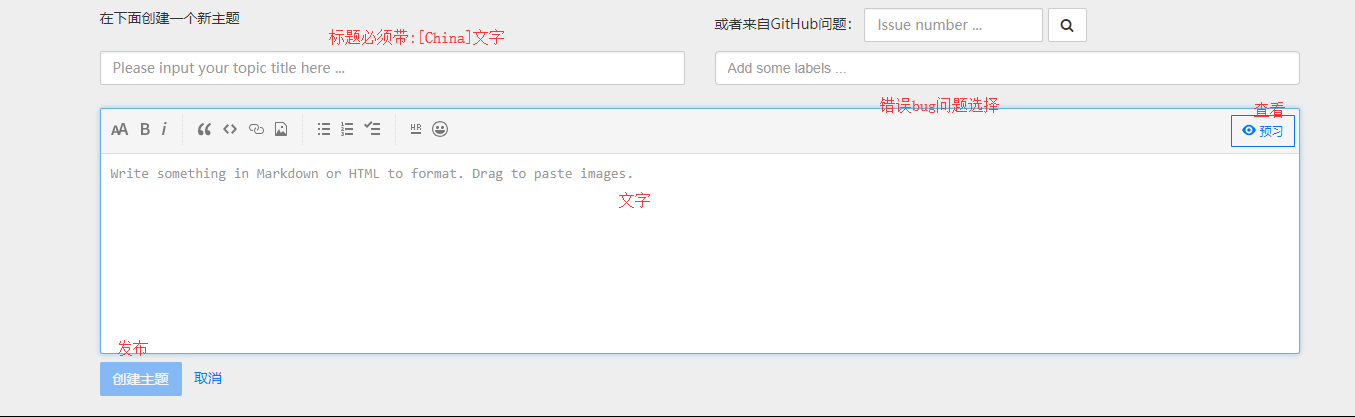 在下面创建一个新主题
或者来自GitHub问题：
Issue number ...
标题必须带:[China]文字
Please input your topic title here ...
Add some labels ...
错误bug问题选择
查看
AA B i
HR
预习
Write something in Markdown or HTML to format. Drag to paste images.
文字
发布
创建主题
取消